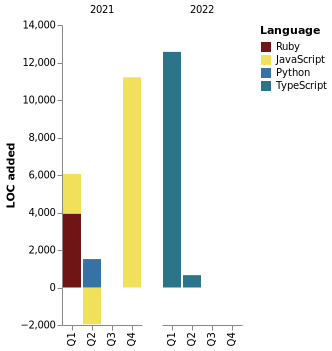 2021 2022
Language
Ruby
JavaScript
Python
TypeScript
LOC added
14,000
12,000
10,000
8,000
6,000
4,000
2,000
0
−2,000
Q1 Q2 Q3 Q4 Q1 Q2 Q3 Q4